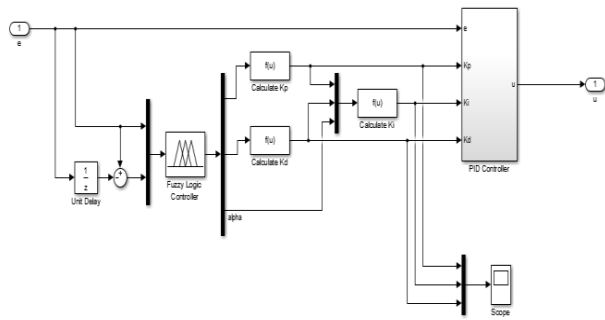 1
e
e
f(u)
Calculate Kp
Kp
u
1
u
f(u)
Calculate Ki
Ki
f(u)
Calculate Kd
Kd
PID Controller
1
z
Unit Delay
+
−
Fuzzy Logic
Controller
alpha
Scope